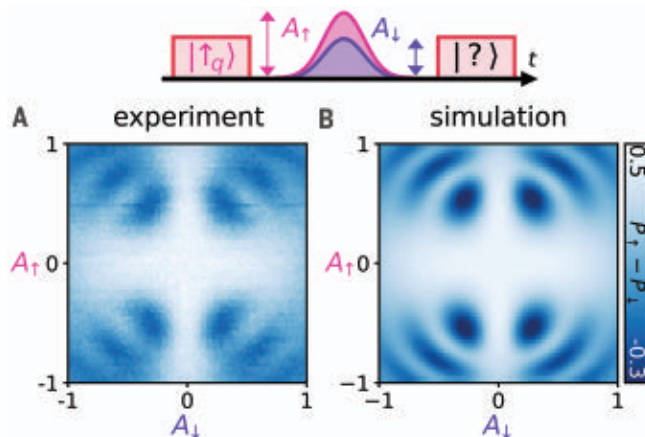 A↑ A↓
|↑q⟩ |?⟩ t
A experiment B simulation
1 1 0.5
A↑ 0 A↑ 0 P↑ − P↓
-1 −1 -0.3
-1 0 1 −1 0 1
A↓ A↓